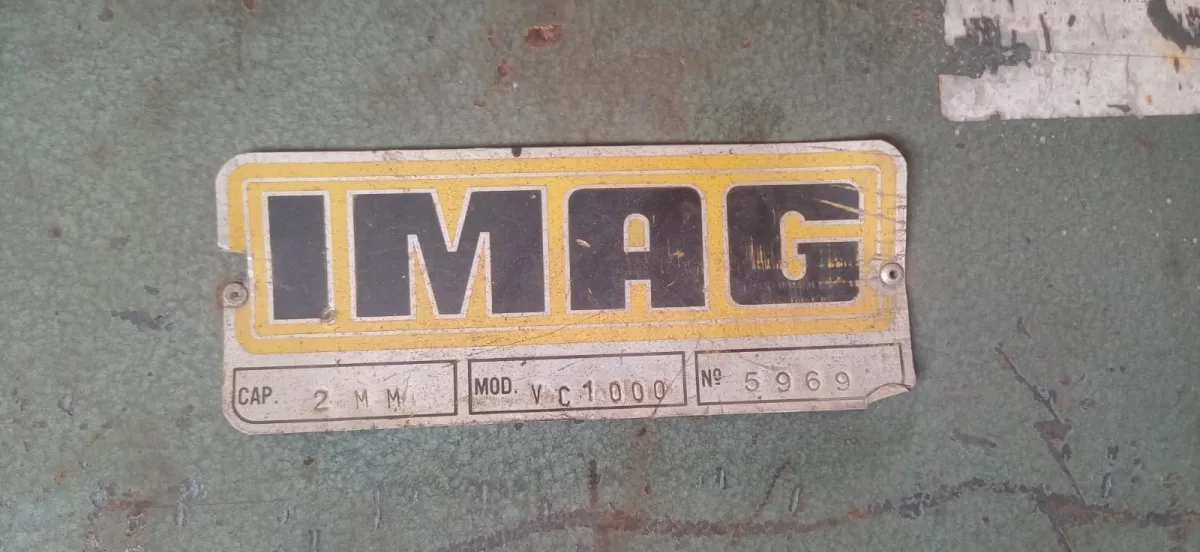 IMAG
CAP. 2 MM MOD. VC1000 Nº 5969